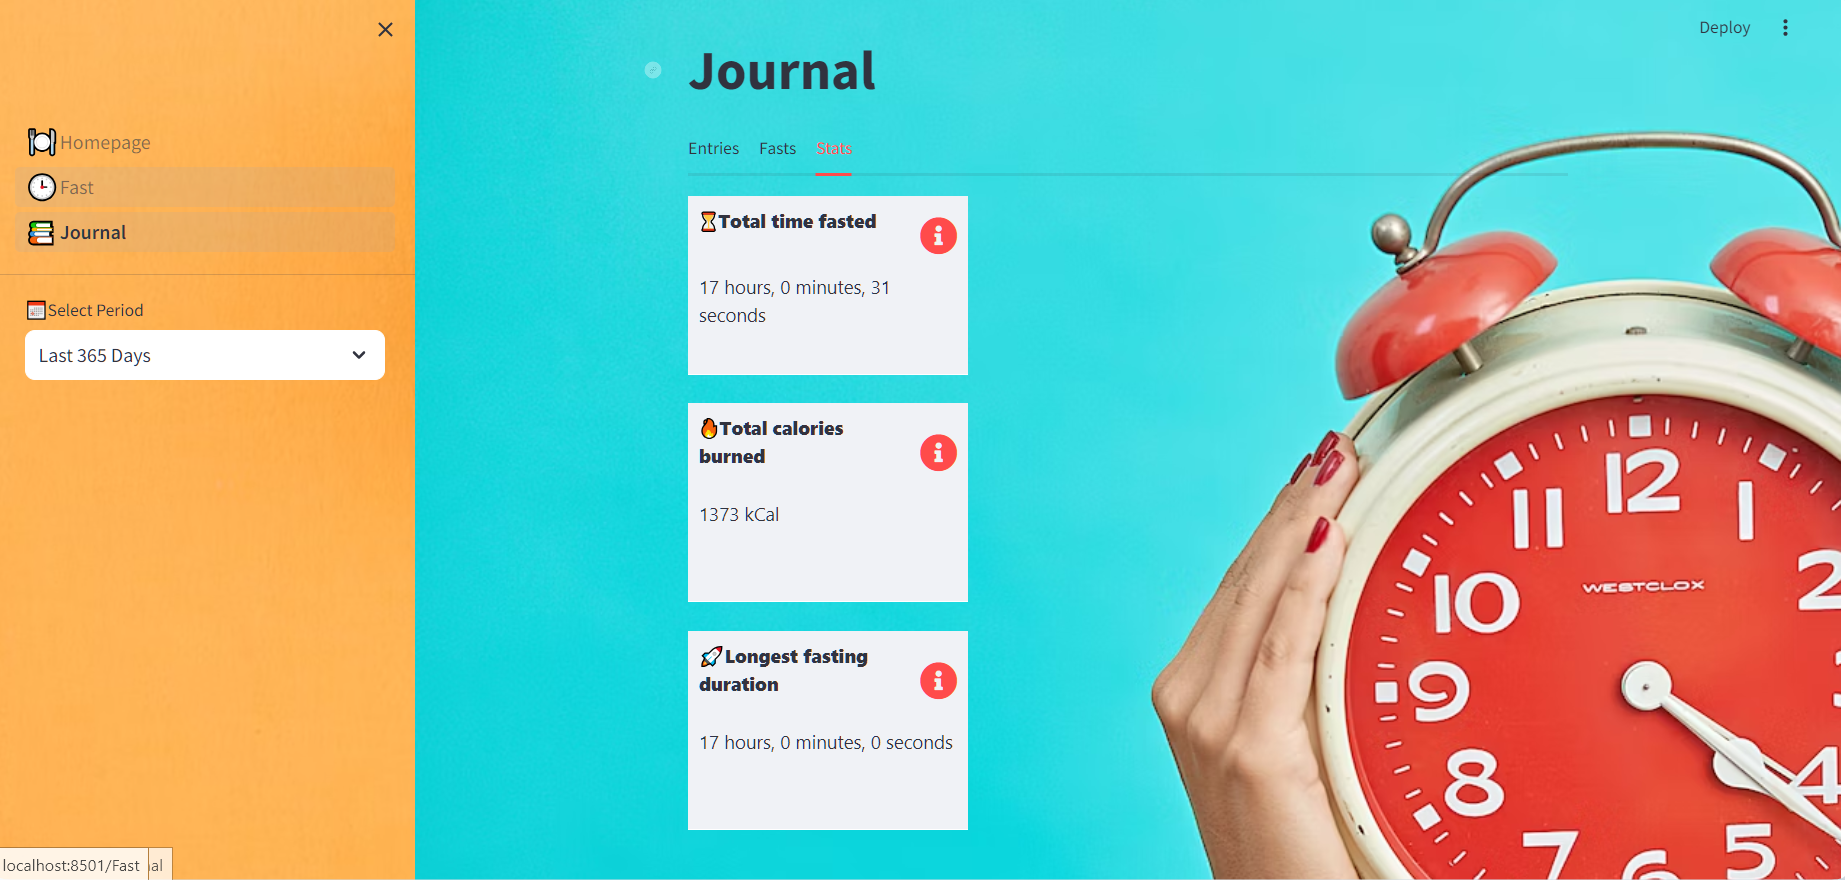 Deploy
Journal
Homepage
Fast
Journal
Select Period
Last 365 Days
Entries Fasts Stats
Total time fasted
17 hours, 0 minutes, 31
seconds
Total calories
burned
1373 kCal
Longest fasting
duration
17 hours, 0 minutes, 0 seconds
12
1
2
11
10
9
8
7
6
5
4
WESTCLOX
localhost:8501/Fast al